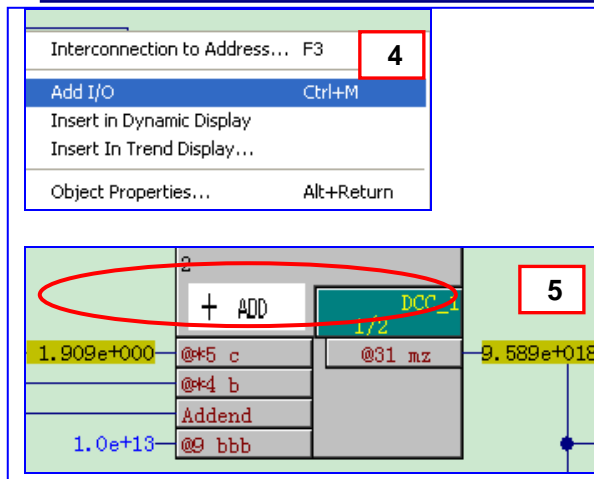 Interconnection to Address... F3
4
Add I/O Ctrl+M
Insert in Dynamic Display
Insert In Trend Display...
Object Properties... Alt+Return
2
5
+ ADD
DCC_1
1/2
1.909e+000 @*5 c @31 mz 9.589e+018
@*4 b
Addend
1.0e+13 @9 bbb